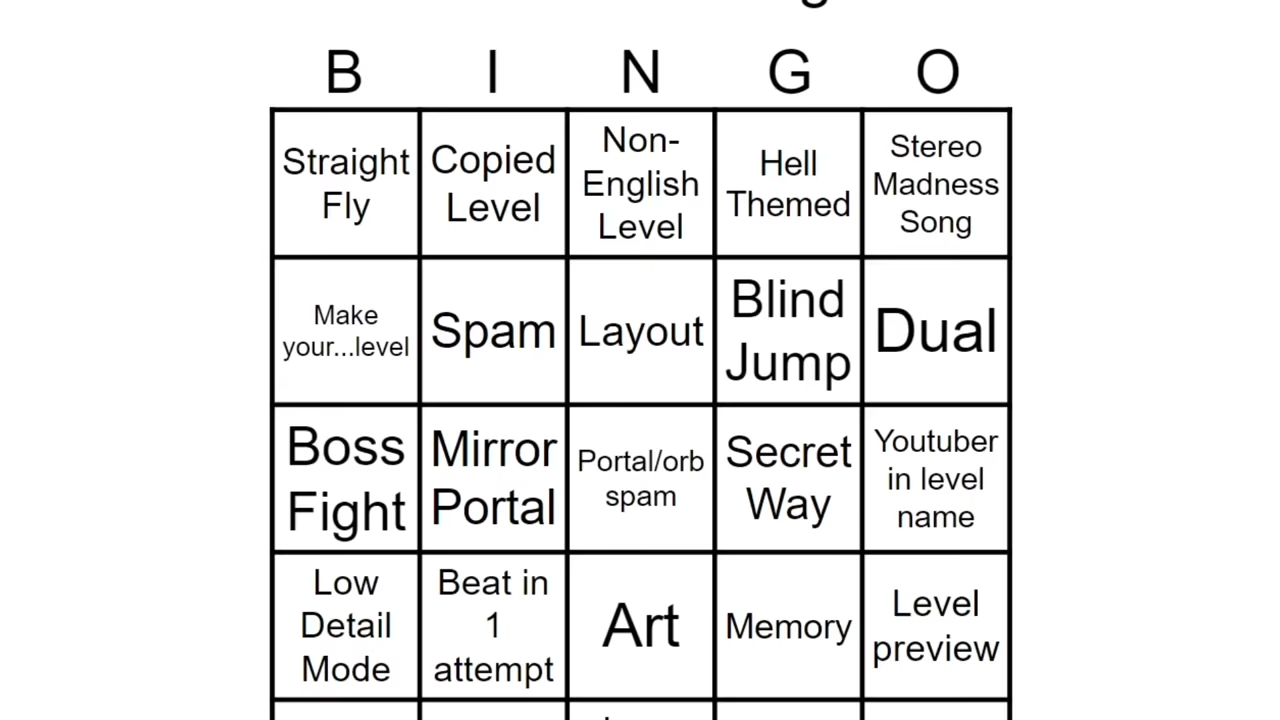 B I N G O
Straight
Fly
Copied
Level
Non-
English
Level
Hell
Themed
Stereo
Madness
Song
Make
your...level
Spam
Layout
Blind
Jump
Dual
Boss
Fight
Mirror
Portal
Portal/orb
spam
Secret
Way
Youtuber
in level
name
Low
Detail
Mode
Beat in
1
attempt
Art
Memory
Level
preview